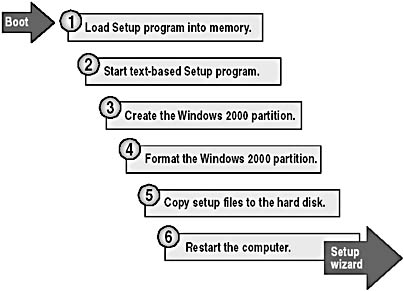 Boot
1 Load Setup program into memory.
2 Start text-based Setup program.
3 Create the Windows 2000 partition.
4 Format the Windows 2000 partition.
5 Copy setup files to the hard disk.
6 Restart the computer.
Setup
wizard